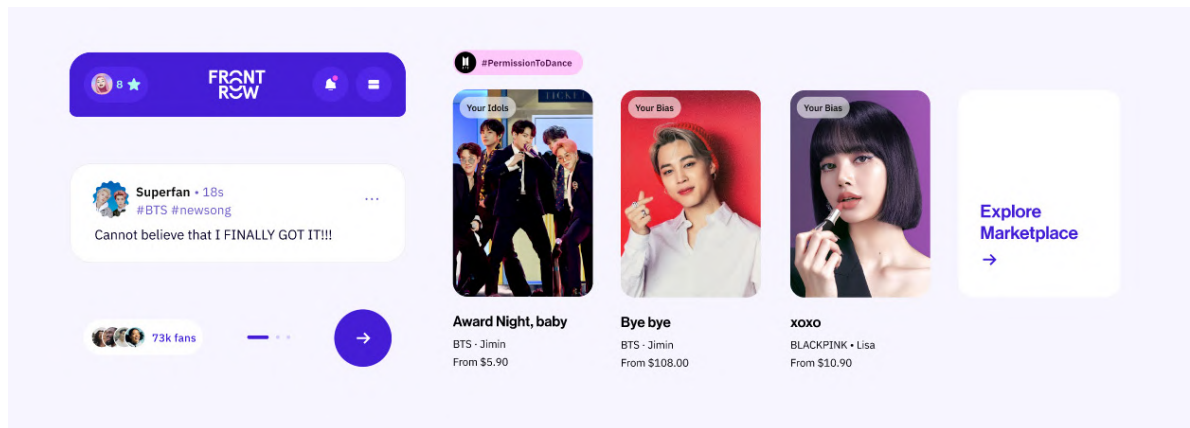 8
FRONT
ROW
Superfan • 18s
#BTS #newsong
...
Cannot believe that I FINALLY GOT IT!!!
73k fans
#PermissionToDance
Your Idols
TICKET
Award Night, baby
BTS · Jimin
From $5.90
Your Bias
Bye bye
BTS · Jimin
From $108.00
Your Bias
xoxo
BLACKPINK • Lisa
From $10.90
Explore
Marketplace